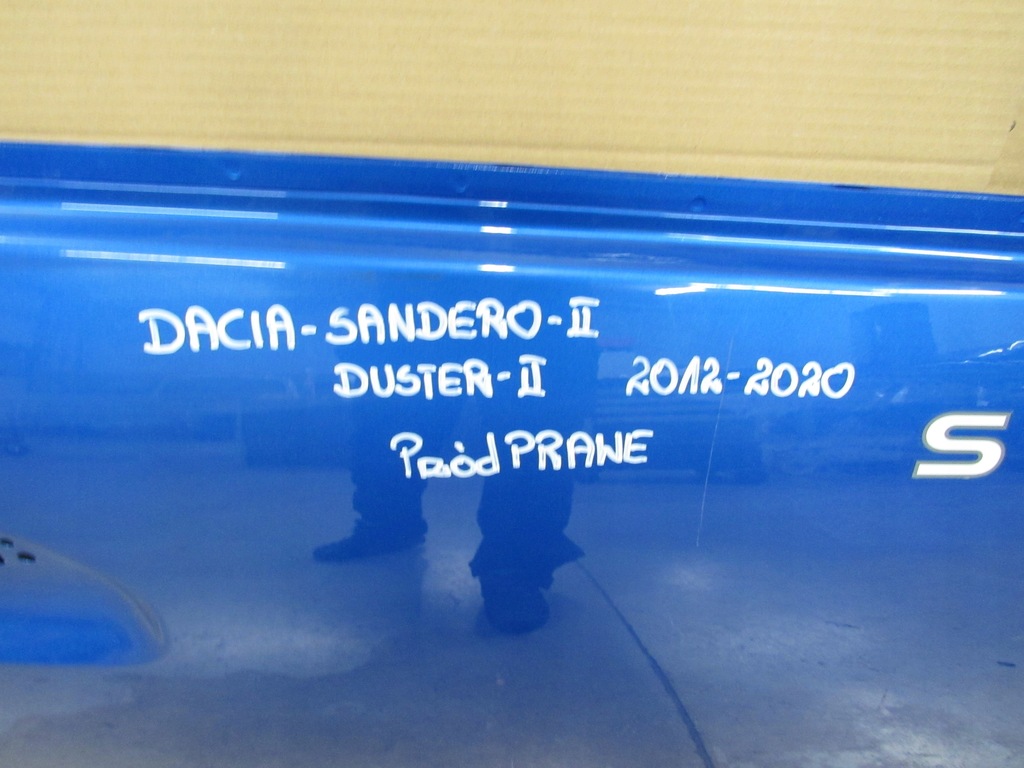 DACIA-SANDERO-II
DUSTER-II 2012-2020
Przód PRAWE
S